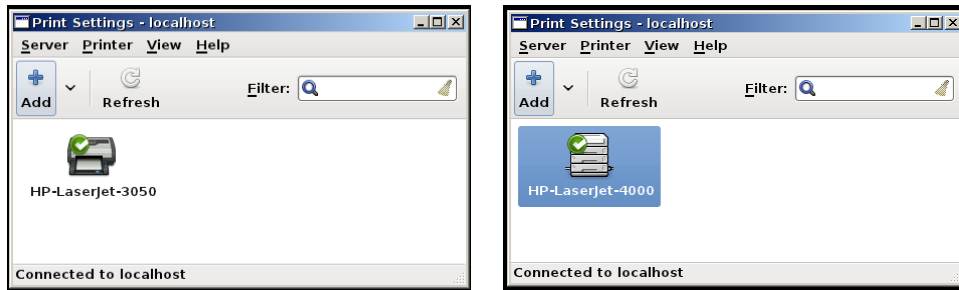 Print Settings - localhost
Server Printer View Help
Add
Refresh
Filter:
HP-LaserJet-3050
Connected to localhost
Print Settings - localhost
Server Printer View Help
Add
Refresh
Filter:
HP-LaserJet-4000
Connected to localhost